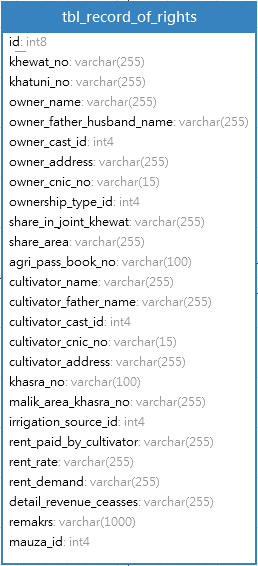 tbl_record_of_rights
id: int8
khewat_no: varchar(255)
khatuni_no: varchar(255)
owner_name: varchar(255)
owner_father_husband_name: varchar(255)
owner_cast_id: int4
owner_address: varchar(255)
owner_cnic_no: varchar(15)
ownership_type_id: int4
share_in_joint_khewat: varchar(255)
share_area: varchar(255)
agri_pass_book_no: varchar(100)
cultivator_name: varchar(255)
cultivator_father_name: varchar(255)
cultivator_cast_id: int4
cultivator_cnic_no: varchar(15)
cultivator_address: varchar(255)
khasra_no: varchar(100)
malik_area_khasra_no: varchar(255)
irrigation_source_id: int4
rent_paid_by_cultivator: varchar(255)
rent_rate: varchar(255)
rent_demand: varchar(255)
detail_revenue_ceasses: varchar(255)
remakrs: varchar(1000)
mauza_id: int4